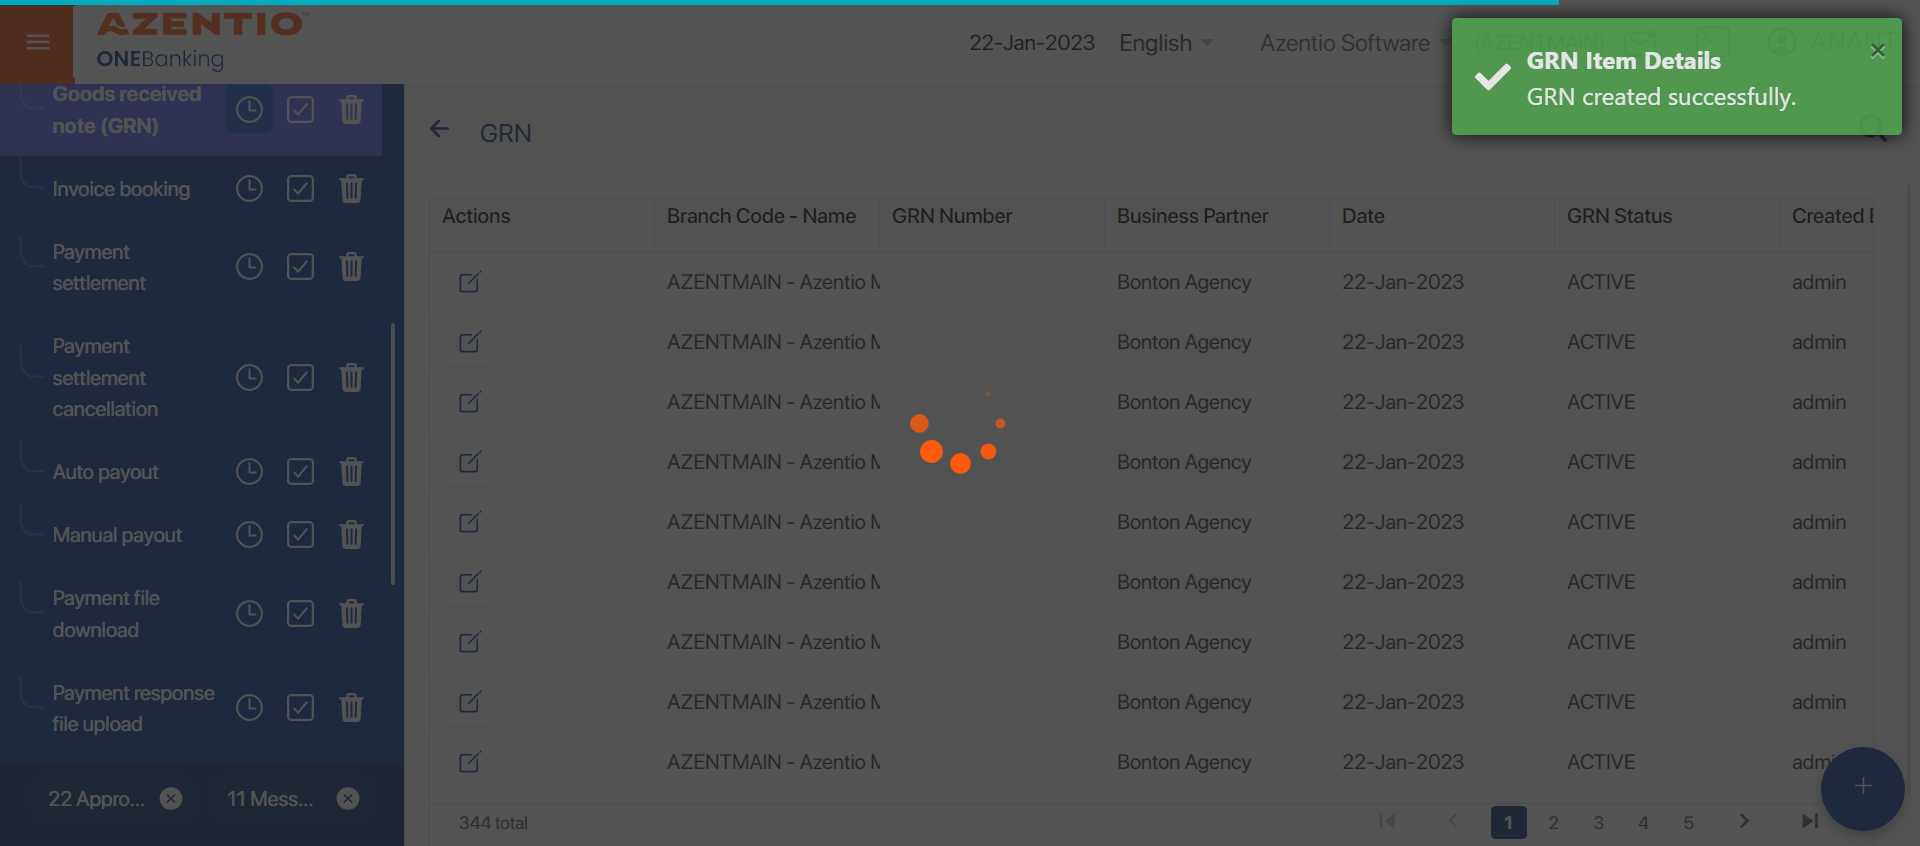 AZENTIO™
ONEBanking
22-Jan-2023
English
Azentio Software
(AZENTMAIN)
GRN Item Details
GRN created successfully.
Goods received
note (GRN)
Invoice booking
Payment
settlement
Payment
settlement
cancellation
Auto payout
Manual payout
Payment file
download
Payment response
file upload
22 Appro...
11 Mess...
GRN
Actions Branch Code - Name GRN Number Business Partner Date GRN Status Created
AZENTMAIN - Azentio M Bonton Agency 22-Jan-2023 ACTIVE admin
AZENTMAIN - Azentio M Bonton Agency 22-Jan-2023 ACTIVE admin
AZENTMAIN - Azentio M Bonton Agency 22-Jan-2023 ACTIVE admin
AZENTMAIN - Azentio M Bonton Agency 22-Jan-2023 ACTIVE admin
AZENTMAIN - Azentio M Bonton Agency 22-Jan-2023 ACTIVE admin
AZENTMAIN - Azentio M Bonton Agency 22-Jan-2023 ACTIVE admin
AZENTMAIN - Azentio M Bonton Agency 22-Jan-2023 ACTIVE admin
AZENTMAIN - Azentio M Bonton Agency 22-Jan-2023 ACTIVE admin
AZENTMAIN - Azentio M Bonton Agency 22-Jan-2023 ACTIVE
344 total
1 2 3 4 5